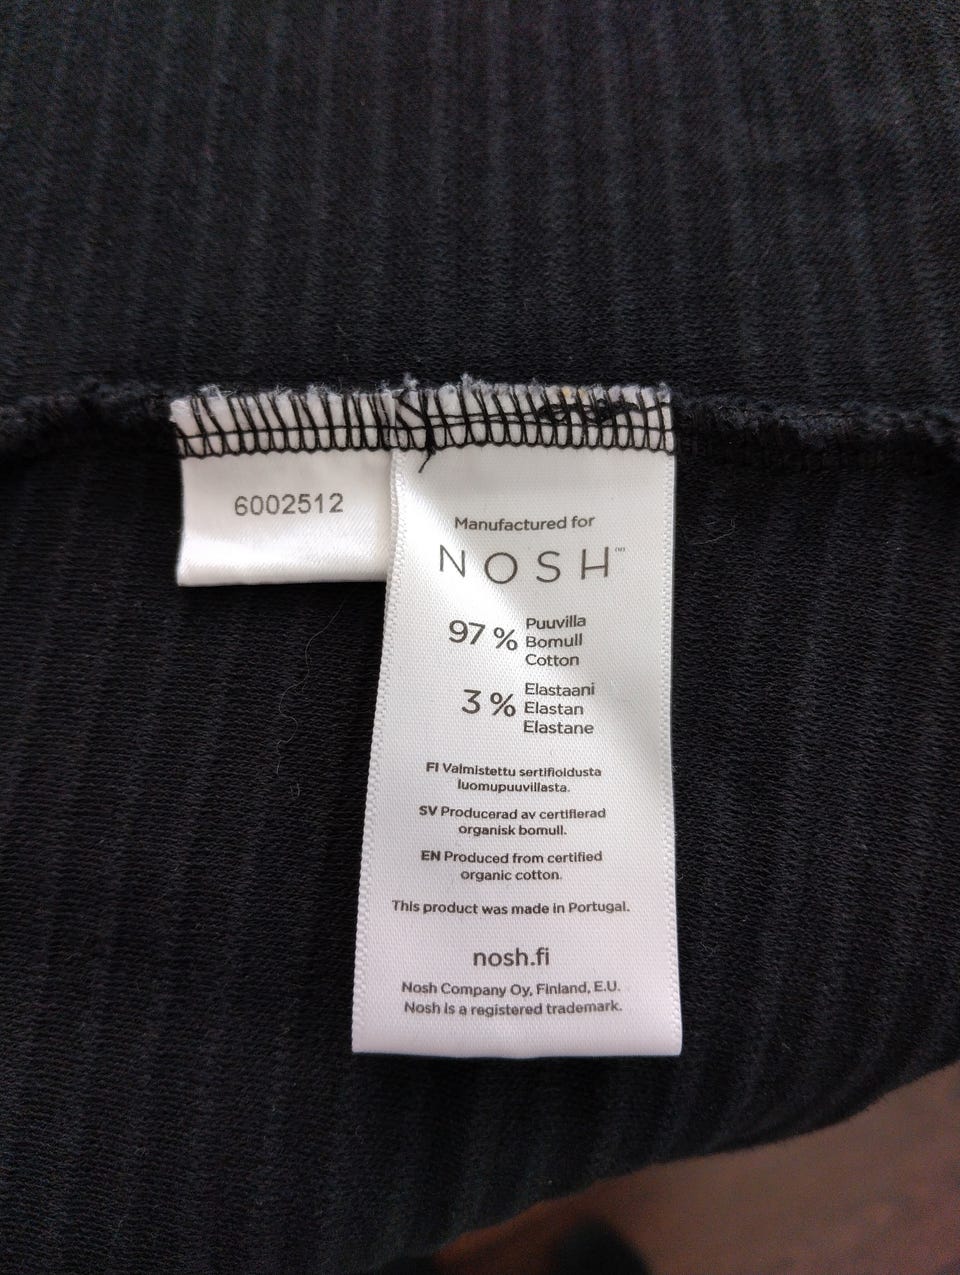 6002512
Manufactured for
NOSH™
97 % Puuvilla
Bomull
Cotton
3 % Elastaani
Elastan
Elastane
FI Valmistettu sertifioidusta
luomupuuvillasta.
SV Producerad av certifierad
organisk bomull.
EN Produced from certified
organic cotton.
This product was made in Portugal.
nosh.fi
Nosh Company Oy, Finland, E.U.
Nosh is a registered trademark.